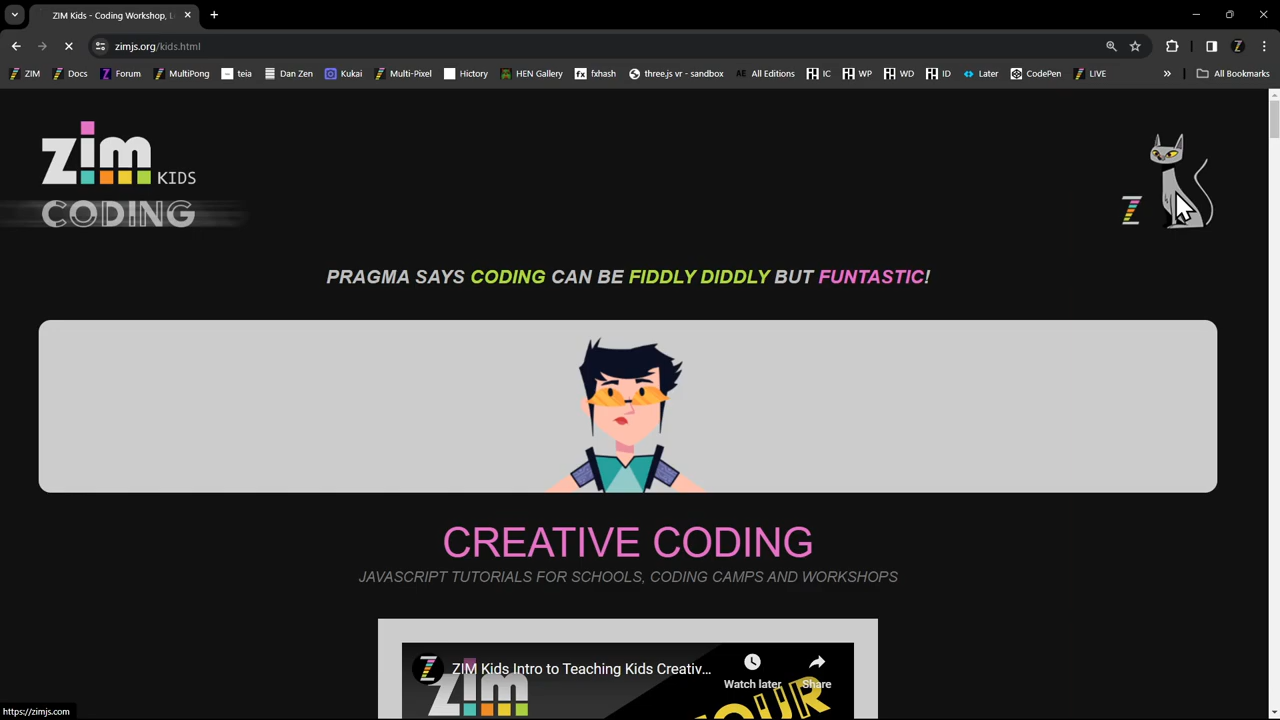 ZIM Kids - Coding Workshop, L
zimjs.org/kids.html
ZIM Docs Forum MultiPong teia Dan Zen Kukai Multi-Pixel Hictory HEN Gallery fxhash three.js vr - sandbox All Editions IC WP WD ID Later CodePen LIVE All Bookmarks
zim KIDS
CODING
Z
PRAGMA SAYS CODING CAN BE FIDDLY DIDDLY BUT FUNTASTIC!
CREATIVE CODING
JAVASCRIPT TUTORIALS FOR SCHOOLS, CODING CAMPS AND WORKSHOPS
ZIM Kids Intro to Teaching Kids Creativ...
Watch later Share
zim
OUR
https://zimjs.com